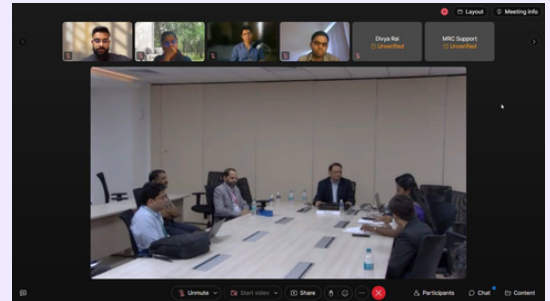 Layout
Meeting info
Divya Rai
Unverified
MRC Support
Unverified
Unmute
Start video
Share
Participants
Chat
Content